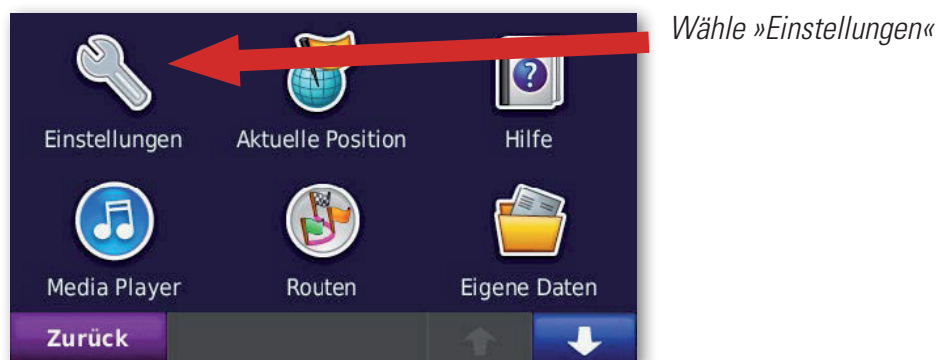 Wähle »Einstellungen«
Einstellungen Aktuelle Position Hilfe
Media Player Routen Eigene Daten
Zurück